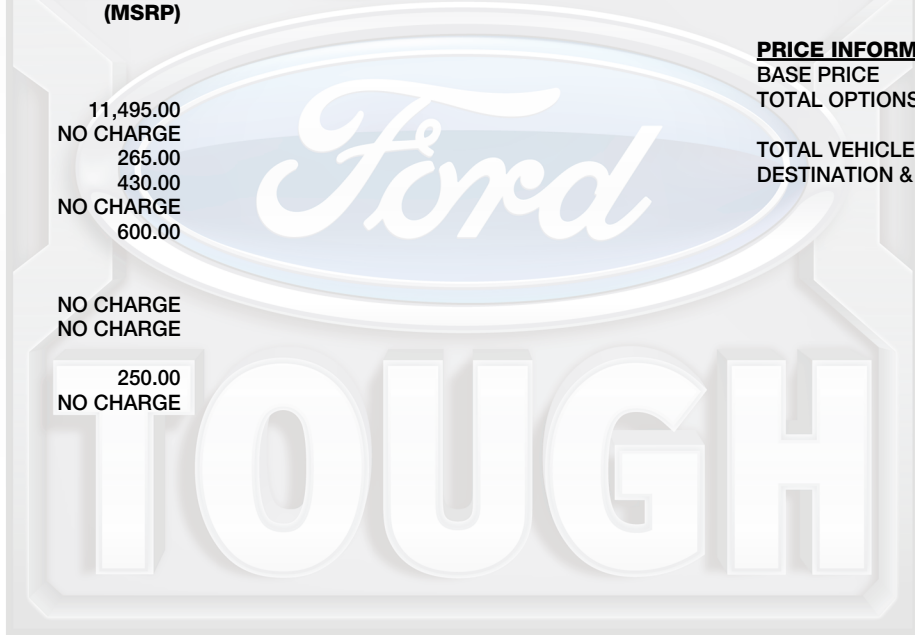 (MSRP)
11,495.00
NO CHARGE
265.00
430.00
NO CHARGE
600.00
NO CHARGE
NO CHARGE
250.00
NO CHARGE
PRICE INFORM
BASE PRICE
TOTAL OPTIONS
TOTAL VEHICLE
DESTINATION &
Ford
TOUGH